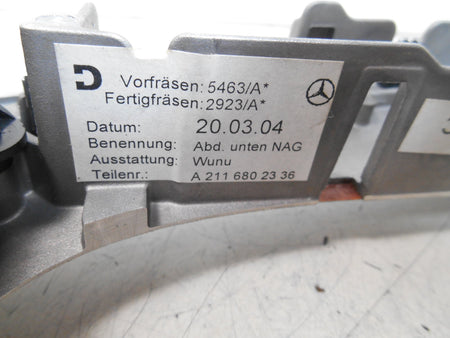 D Vorfräsen: 5463/A*
Fertigfräsen: 2923/A*
Datum: 20.03.04
Benennung: Abd. unten NAG
Ausstattung: Wunu
Teilenr.: A 211 680 23 36